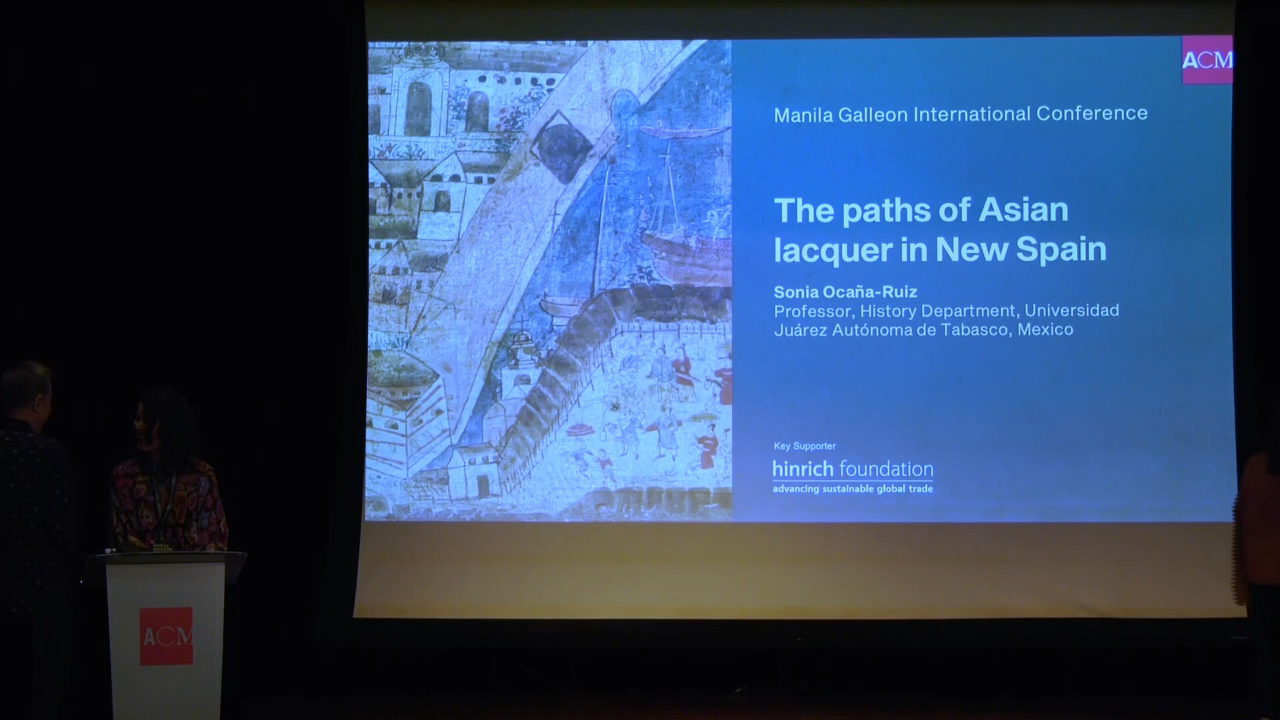 ACM
Manila Galleon International Conference
The paths of Asian
lacquer in New Spain
Sonia Ocaña-Ruiz
Professor, History Department, Universidad
Juárez Autónoma de Tabasco, Mexico
Key Supporter
hinrich foundation
advancing sustainable global trade
ACM